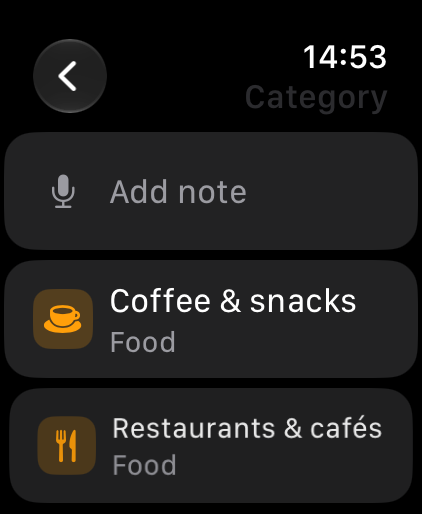 14:53
Category
Add note
Coffee & snacks
Food
Restaurants & cafés
Food